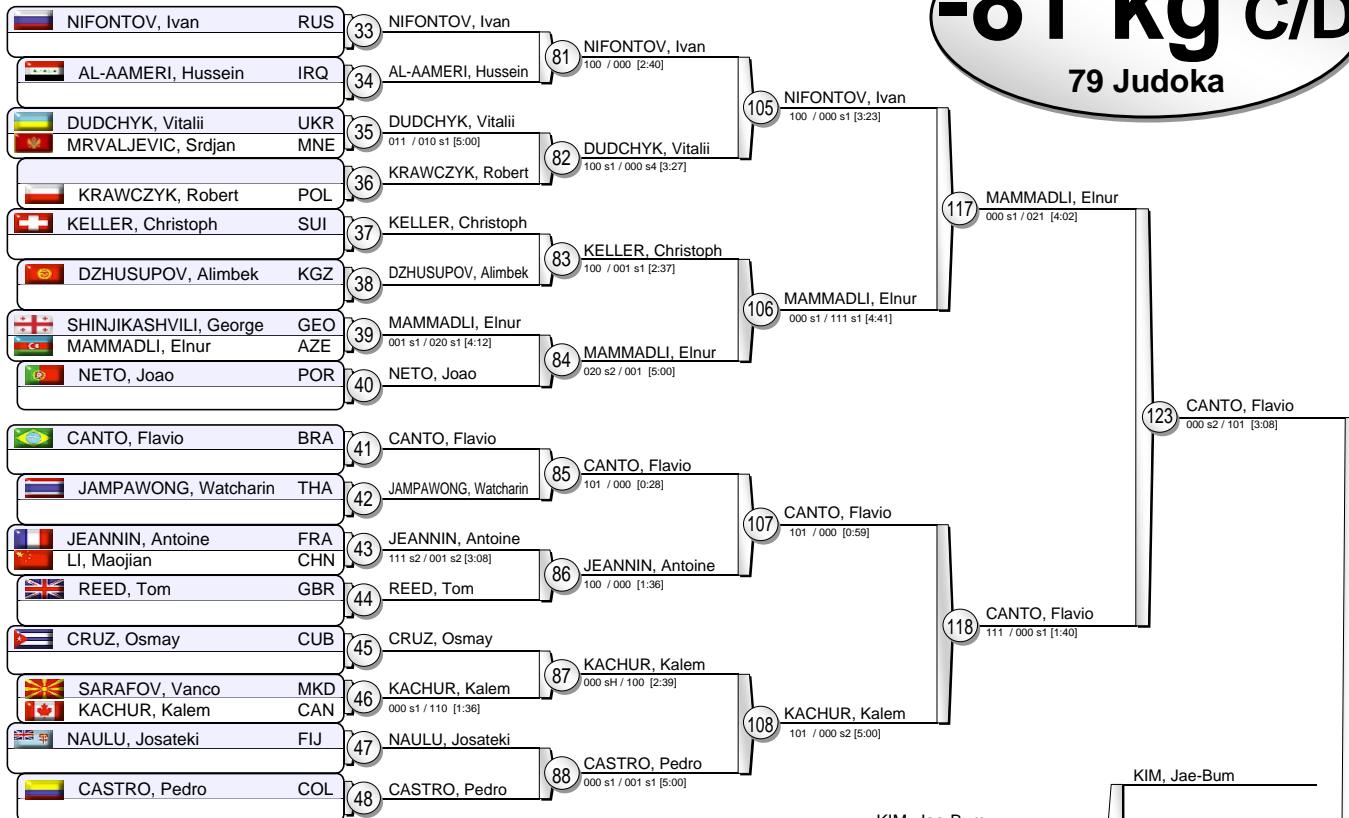 -81 kg C/D
79 Judoka
NIFONTOV, Ivan RUS
AL-AAMERI, Hussein IRQ
DUDCHYK, Vitalii UKR
MRVALJEVIC, Srdjan MNE
KRAWCZYK, Robert POL
KELLER, Christoph SUI
DZHUSUPOV, Alimbek KGZ
SHINJIKASHVILI, George GEO
MAMMADLI, Elnur AZE
NETO, Joao POR
CANTO, Flavio BRA
JAMPAWONG, Watcharin THA
JEANNIN, Antoine FRA
LI, Maojian CHN
REED, Tom GBR
CRUZ, Osmay CUB
SARAFOV, Vanco MKD
KACHUR, Kalem CAN
NAULU, Josateki FIJ
CASTRO, Pedro COL
33 NIFONTOV, Ivan
34 AL-AAMERI, Hussein
35 DUDCHYK, Vitalii
011 / 010 s1 [5:00]
36 KRAWCZYK, Robert
37 KELLER, Christoph
38 DZHUSUPOV, Alimbek
39 MAMMADLI, Elnur
001 s1 / 020 s1 [4:12]
40 NETO, Joao
41 CANTO, Flavio
42 JAMPAWONG, Watcharin
43 JEANNIN, Antoine
111 s2 / 001 s2 [3:08]
44 REED, Tom
45 CRUZ, Osmay
46 KACHUR, Kalem
000 s1 / 110 [1:36]
47 NAULU, Josateki
48 CASTRO, Pedro
81 NIFONTOV, Ivan
100 / 000 [2:40]
82 DUDCHYK, Vitalii
100 s1 / 000 s4 [3:27]
83 KELLER, Christoph
100 / 001 s1 [2:37]
84 MAMMADLI, Elnur
020 s2 / 001 [5:00]
85 CANTO, Flavio
101 / 000 [0:28]
86 JEANNIN, Antoine
100 / 000 [1:36]
87 KACHUR, Kalem
000 sH / 100 [2:39]
88 CASTRO, Pedro
000 s1 / 001 s1 [5:00]
105 NIFONTOV, Ivan
100 / 000 s1 [3:23]
106 MAMMADLI, Elnur
000 s1 / 111 s1 [4:41]
107 CANTO, Flavio
101 / 000 [0:59]
108 KACHUR, Kalem
101 / 000 s2 [5:00]
117 MAMMADLI, Elnur
000 s1 / 021 [4:02]
118 CANTO, Flavio
111 / 000 s1 [1:40]
123 CANTO, Flavio
000 s2 / 101 [3:08]
KIM, Jae-Bum